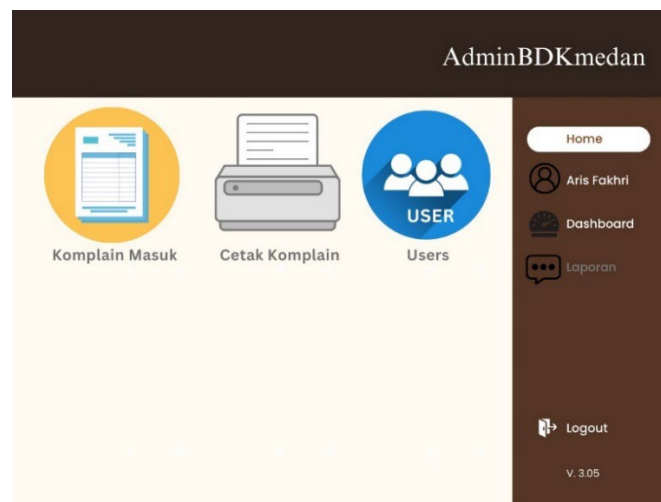 AdminBDKmedan
USER
Komplain Masuk
Cetak Komplain
Users
Home
Aris Fakhri
Dashboard
Laporan
Logout
V. 3.05